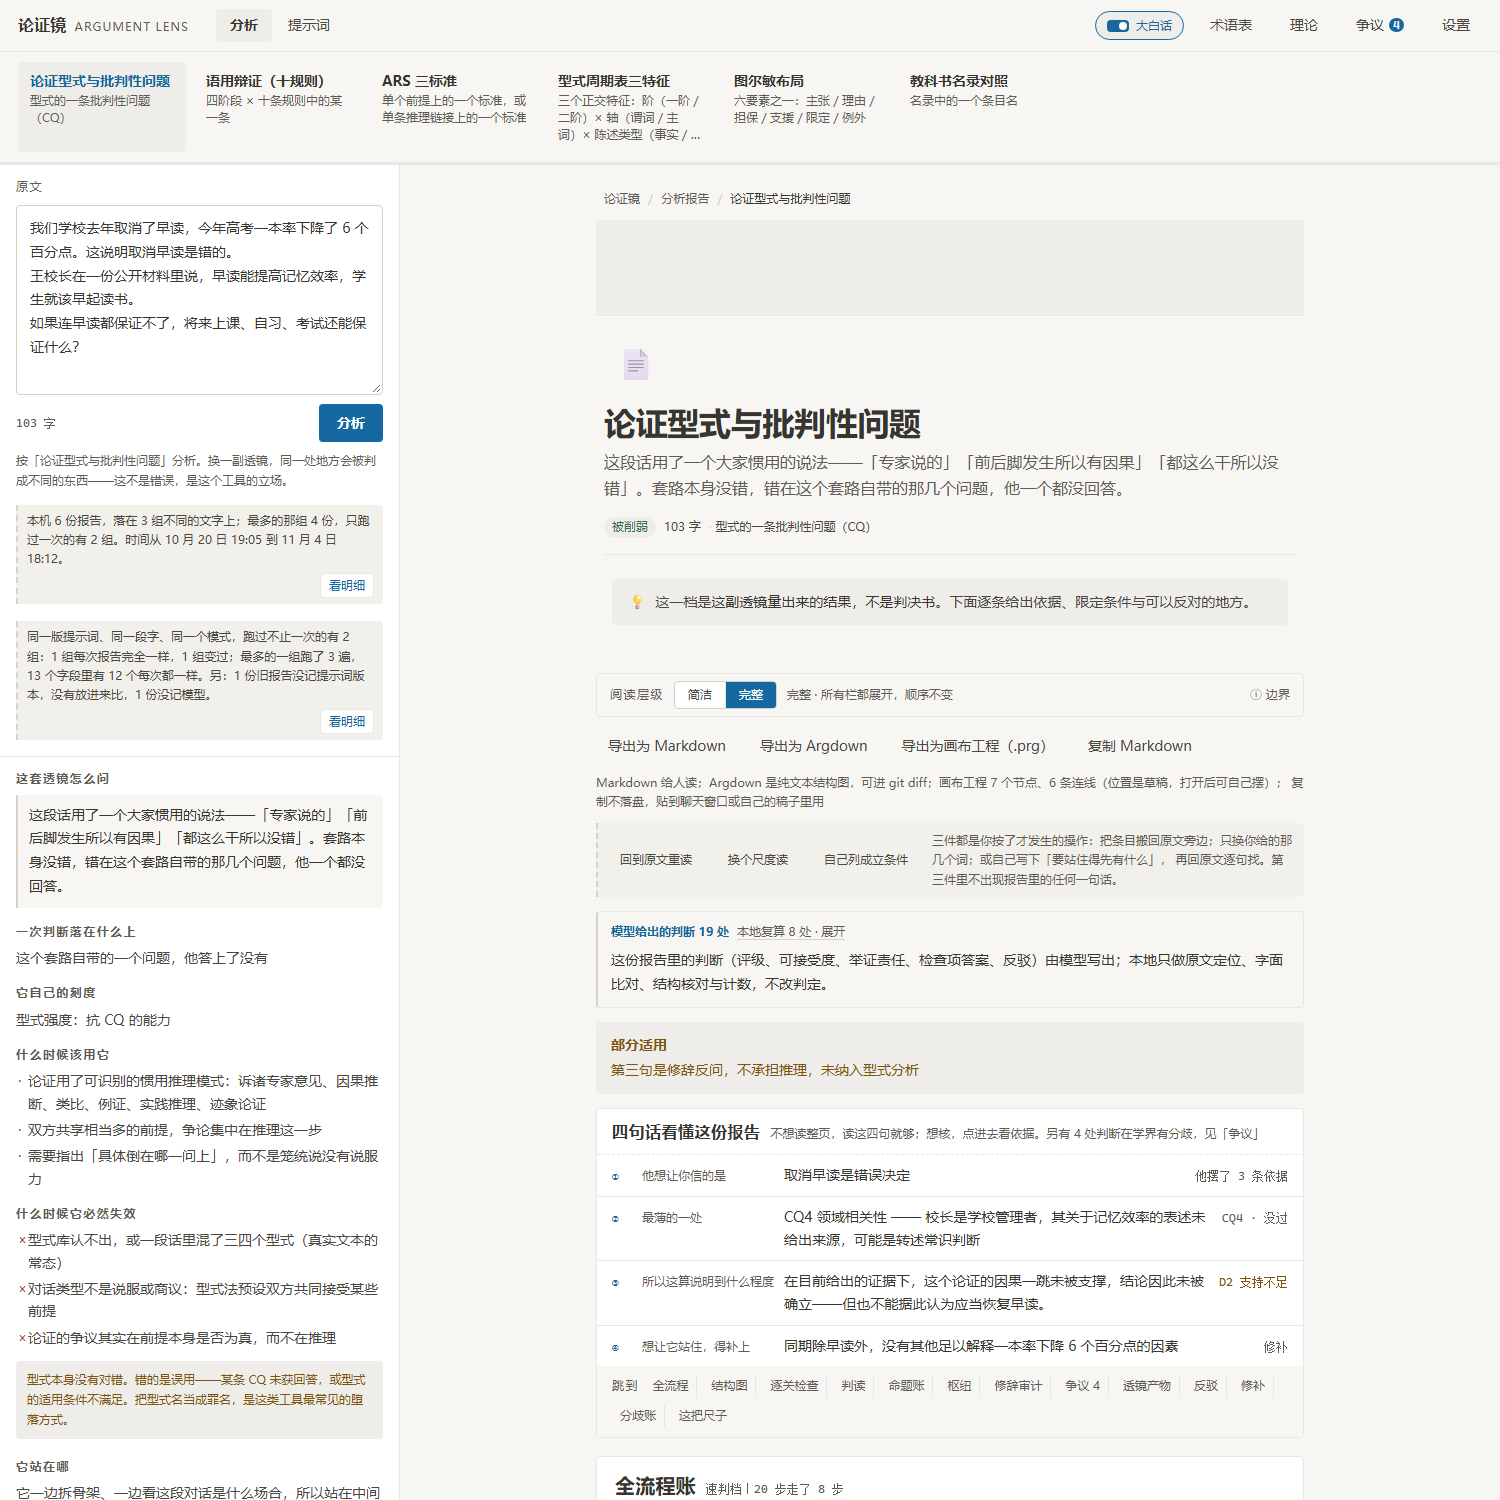 论证镜 ARGUMENT LENS 分析 提示词 大白话 术语表 理论 争议 4 设置
论证型式与批判性问题
型式的一条批判性问题
（CQ）
语用辩证（十规则）
四阶段 × 十条规则中的某
一条
ARS 三标准
单个前提上的一个标准，或
单条推理链接上的一个标准
型式周期表三特征
三个正交特征：阶（一阶 /
二阶）× 轴（谓词 / 主
词）× 陈述类型（事实 / ...
图尔敏布局
六要素之一：主张 / 理由 /
担保 / 支援 / 限定 / 例外
教科书名录对照
名录中的一个条目名
原文
我们学校去年取消了早读，今年高考一本率下降了 6 个
百分点。这说明取消早读是错的。
王校长在一份公开材料里说，早读能提高记忆效率，学
生就该早起读书。
如果连早读都保证不了，将来上课、自习、考试还能保
证什么？
103 字
分析
按「论证型式与批判性问题」分析。换一副透镜，同一处地方会被判
成不同的东西——这不是错误，是这个工具的立场。
本机 6 份报告，落在 3 组不同的文字上；最多的那组 4 份，只跑
过一次的有 2 组。时间从 10 月 20 日 19:05 到 11 月 4 日
18:12。
看明细
同一版提示词、同一段字、同一个模式，跑过不止一次的有 2
组：1 组每次报告完全一样，1 组变过；最多的一组跑了 3 遍，
13 个字段里有 12 个每次都一样。另：1 份旧报告没记提示词版
本，没有放进来比，1 份没记模型。
看明细
这套透镜怎么问
这段话用了一个大家惯用的说法——「专家说的」「前
后脚发生所以有因果」「都这么干所以没错」。套路本
身没错，错在这个套路自带的那几个问题，他一个都没
回答。
一次判断落在什么上
这个套路自带的一个问题，他答上了没有
它自己的刻度
型式强度：抗 CQ 的能力
什么时候该用它
· 论证用了可识别的惯用推理模式：诉诸专家意见、因果推
断、类比、例证、实践推理、迹象论证
· 双方共享相当多的前提，争论集中在推理这一步
· 需要指出「具体倒在哪一问上」，而不是笼统说没有说服
力
什么时候它必然失效
×型式库认不出，或一段话里混了三四个型式（真实文本的
常态）
×对话类型不是说服或商议：型式法预设双方共同接受某些
前提
×论证的争议其实在前提本身是否为真，而不在推理
型式本身没有对错。错的是误用——某条 CQ 未获回答，或型式
的适用条件不满足。把型式名当成罪名，是这类工具最常见的堕
落方式。
它站在哪
它一边拆骨架、一边看这段对话是什么场合，所以站在中间
论证镜 / 分析报告 / 论证型式与批判性问题
论证型式与批判性问题
这段话用了一个大家惯用的说法——「专家说的」「前后脚发生所以有因果」「都这么干所以没
错」。套路本身没错，错在这个套路自带的那几个问题，他一个都没回答。
被削弱 103 字 · 型式的一条批判性问题（CQ）
这一档是这副透镜量出来的结果，不是判决书。下面逐条给出依据、限定条件与可以反对的地方。
阅读层级 简洁 完整 完整 · 所有栏都展开，顺序不变 ⓘ 边界
导出为 Markdown 导出为 Argdown 导出为画布工程（.prg） 复制 Markdown
Markdown 给人读；Argdown 是纯文本结构图，可进 git diff；画布工程 7 个节点、6 条连线（位置是草稿，打开后可自己摆）； 复
制不落盘，贴到聊天窗口或自己的稿子里用
回到原文重读 换个尺度读 自己列成立条件
三件都是你按了才发生的操作：把条目搬回原文旁边；只换你给的那
几个词；或自己写下「要站住得先有什么」，再回原文逐句找。第
三件里不出现报告里的任何一句话。
模型给出的判断 19 处 本地复算 8 处 · 展开
这份报告里的判断（评级、可接受度、举证责任、检查项答案、反驳）由模型写出；本地只做原文定位、字面
比对、结构核对与计数，不改判定。
部分适用
第三句是修辞反问，不承担推理，未纳入型式分析
四句话看懂这份报告 不想读整页，读这四句就够；想核，点进去看依据。另有 4 处判断在学界有分歧，见「争议」
① 他想让你信的是 取消早读是错误决定 他摆了 3 条依据
② 最薄的一处 CQ4 领域相关性 —— 校长是学校管理者，其关于记忆效率的表述未 CQ4 · 没过
给出来源，可能是转述常识判断
③ 所以这算说明到什么程度 在目前给出的证据下，这个论证的因果一跳未被支撑，结论因此未被 D2 支持不足
确立——但也不能据此认为应当恢复早读。
④ 想让它站住，得补上 同期除早读外，没有其他足以解释一本率下降 6 个百分点的因素 修补
跳到 全流程 结构图 逐关检查 判读 命题账 枢纽 修辞审计 争议 4 透镜产物 反驳 修补
分歧账 这把尺子
全流程账 速判档 | 20 步走了 8 步